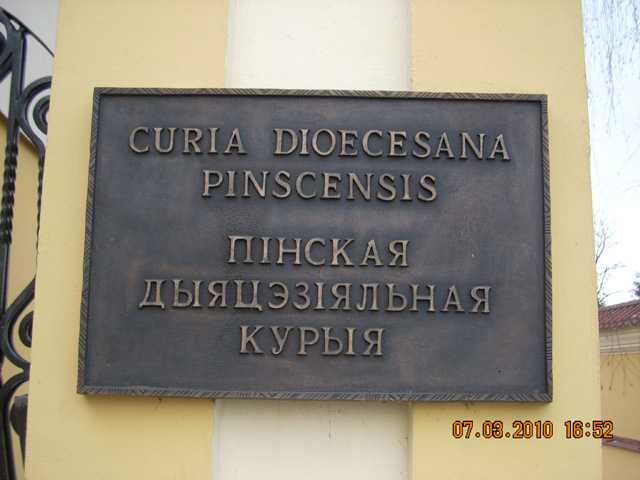 CURIA DIOECESANA
PINSCENSIS
ПІНСКАЯ
ДЫЯЦЭЗІЯЛЬНАЯ
КУРЫЯ
07.03.2010 16:52